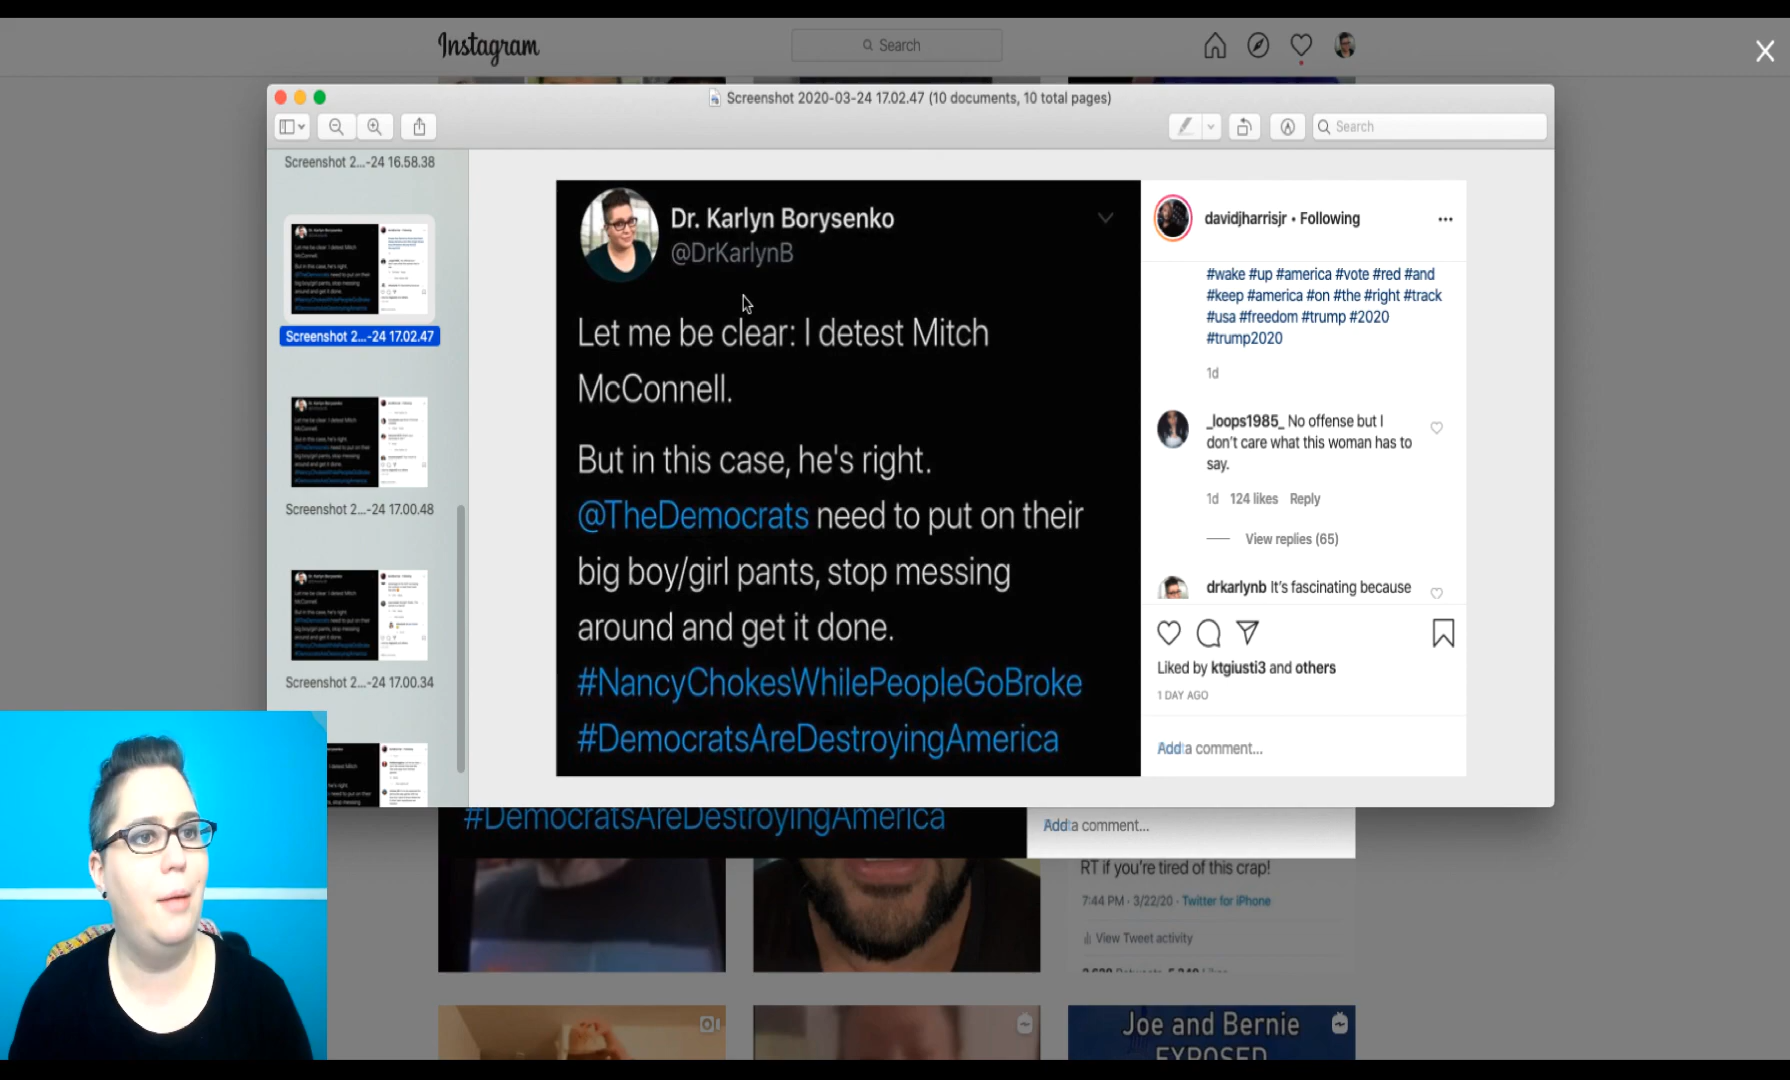 Instagram
Search
Screenshot 2020-03-24 17.02.47 (10 documents, 10 total pages)
Search
Screenshot 2...-24 16.58.38
Screenshot 2...-24 17.02.47
Screenshot 2...-24 17.00.48
Screenshot 2...-24 17.00.34
Dr. Karlyn Borysenko
@DrKarlynB
Let me be clear: I detest Mitch
McConnell.
But in this case, he's right.
@TheDemocrats need to put on their
big boy/girl pants, stop messing
around and get it done.
#NancyChokesWhilePeopleGoBroke
#DemocratsAreDestroyingAmerica
davidjharrisjr • Following
#wake #up #america #vote #red #and
#keep #america #on #the #right #track
#usa #freedom #trump #2020
#trump2020
1d
_loops1985_ No offense but I
don't care what this woman has to
say.
1d 124 likes Reply
View replies (65)
drkarlynb It's fascinating because
Liked by ktgiusti3 and others
1 DAY AGO
Add a comment...
#DemocratsAreDestroyingAmerica
Add a comment...
RT if you're tired of this crap!
7:44 PM · 3/22/20 · Twitter for iPhone
View Tweet activity
Joe and Bernie
EXPOSED